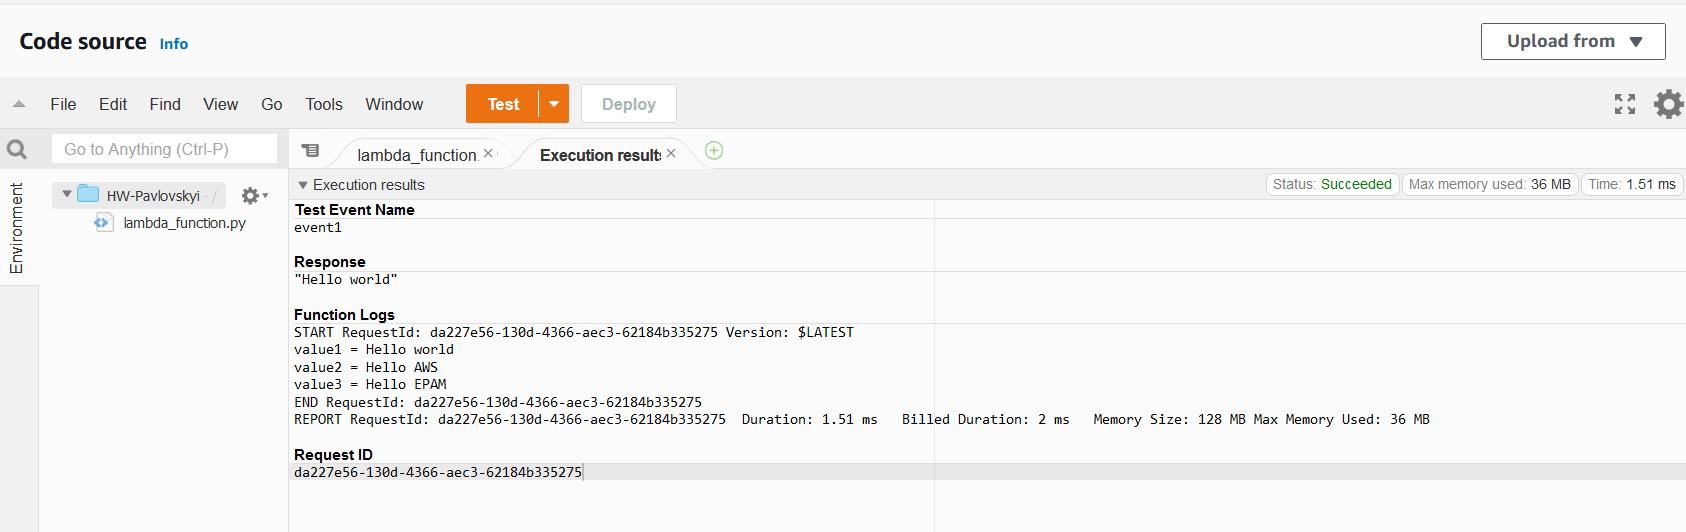 Code source Info
Upload from
File Edit Find View Go Tools Window Test Deploy
Go to Anything (Ctrl-P)
lambda_function.
Execution results
Environment
HW-Pavlovskyi - /
lambda_function.py
Execution results
Status: Succeeded Max memory used: 36 MB Time: 1.51 ms
Test Event Name
event1
Response
"Hello world"
Function Logs
START RequestId: da227e56-130d-4366-aec3-62184b335275 Version: $LATEST
value1 = Hello world
value2 = Hello AWS
value3 = Hello EPAM
END RequestId: da227e56-130d-4366-aec3-62184b335275
REPORT RequestId: da227e56-130d-4366-aec3-62184b335275 Duration: 1.51 ms Billed Duration: 2 ms Memory Size: 128 MB Max Memory Used: 36 MB
Request ID
da227e56-130d-4366-aec3-62184b335275